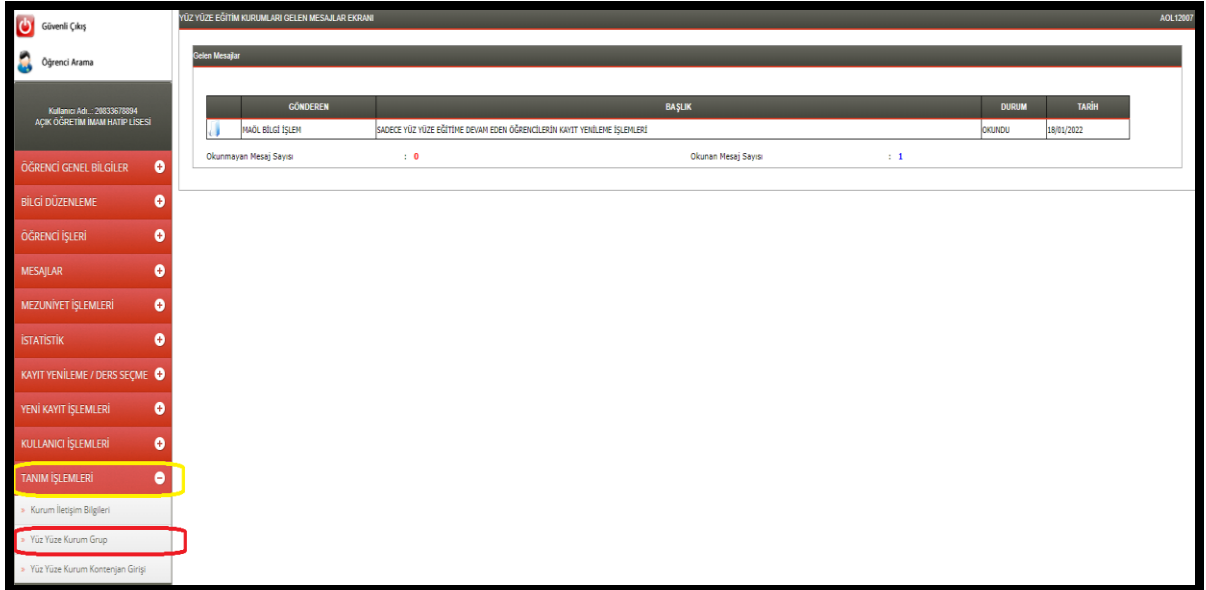 Güvenli Çıkış
Öğrenci Arama
Kullanıcı Adı..: 20833678894
AÇIK ÖĞRETİM İMAM HATİP LİSESİ
ÖĞRENCİ GENEL BİLGİLER
BİLGİ DÜZENLEME
ÖĞRENCİ İŞLERİ
MESAJLAR
MEZUNİYET İŞLEMLERİ
İSTATİSTİK
KAYIT YENİLEME / DERS SEÇME
YENİ KAYIT İŞLEMLERİ
KULLANICI İŞLEMLERİ
TANIM İŞLEMLERİ
» Kurum İletişim Bilgileri
» Yüz Yüze Kurum Grup
» Yüz Yüze Kurum Kontenjan Girişi
YÜZ YÜZE EĞİTİM KURUMLARI GELEN MESAJLAR EKRANI AOL12007
Gelen Mesajlar
GÖNDEREN BAŞLIK DURUM TARİH
MAÖL BİLGİ İŞLEM SADECE YÜZ YÜZE EĞİTİME DEVAM EDEN ÖĞRENCİLERİN KAYIT YENİLEME İŞLEMLERİ OKUNDU 18/01/2022
Okunmayan Mesaj Sayısı : 0 Okunan Mesaj Sayısı : 1